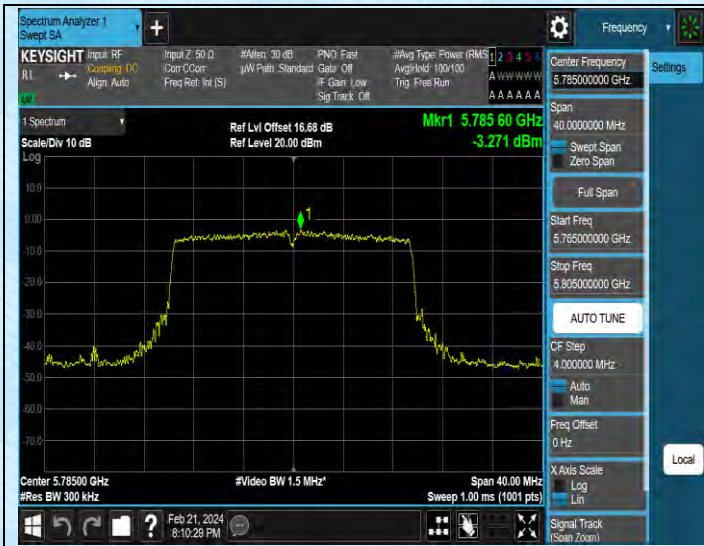 Spectrum Analyzer 1
Swept SA
+
Frequency
KEYSIGHT
Input: RF
Coupling: DC
Align: Auto
Input Z: 50 Ω
Corr CCorr
Freq Ref: Int (S)
#Atten: 30 dB
µW Path: Standard
PNO: Fast
Gate: Off
IF Gain: Low
Sig Track: Off
#Avg Type: Power (RMS
Avg|Hold: 100/100
Trig: Free Run
1 2 3 4 5 6
A W W W W W
A A A A A A
1 Spectrum
Scale/Div 10 dB
Ref Lvl Offset 16.68 dB
Ref Level 20.00 dBm
Mkr1 5.785 60 GHz
-3.271 dBm
Log
10.0
0.00
-10.0
-20.0
-30.0
-40.0
-50.0
-60.0
-70.0
1
Center 5.78500 GHz
#Res BW 300 kHz
#Video BW 1.5 MHz*
Span 40.00 MHz
Sweep 1.00 ms (1001 pts)
Feb 21, 2024
8:10:29 PM
?
Center Frequency
5.785000000 GHz
Settings
Span
40.0000000 MHz
Swept Span
Zero Span
Full Span
Start Freq
5.765000000 GHz
Stop Freq
5.805000000 GHz
AUTO TUNE
CF Step
4.000000 MHz
Auto
Man
Freq Offset
0 Hz
X Axis Scale
Log
Lin
Local
Signal Track
(Span Zoom)